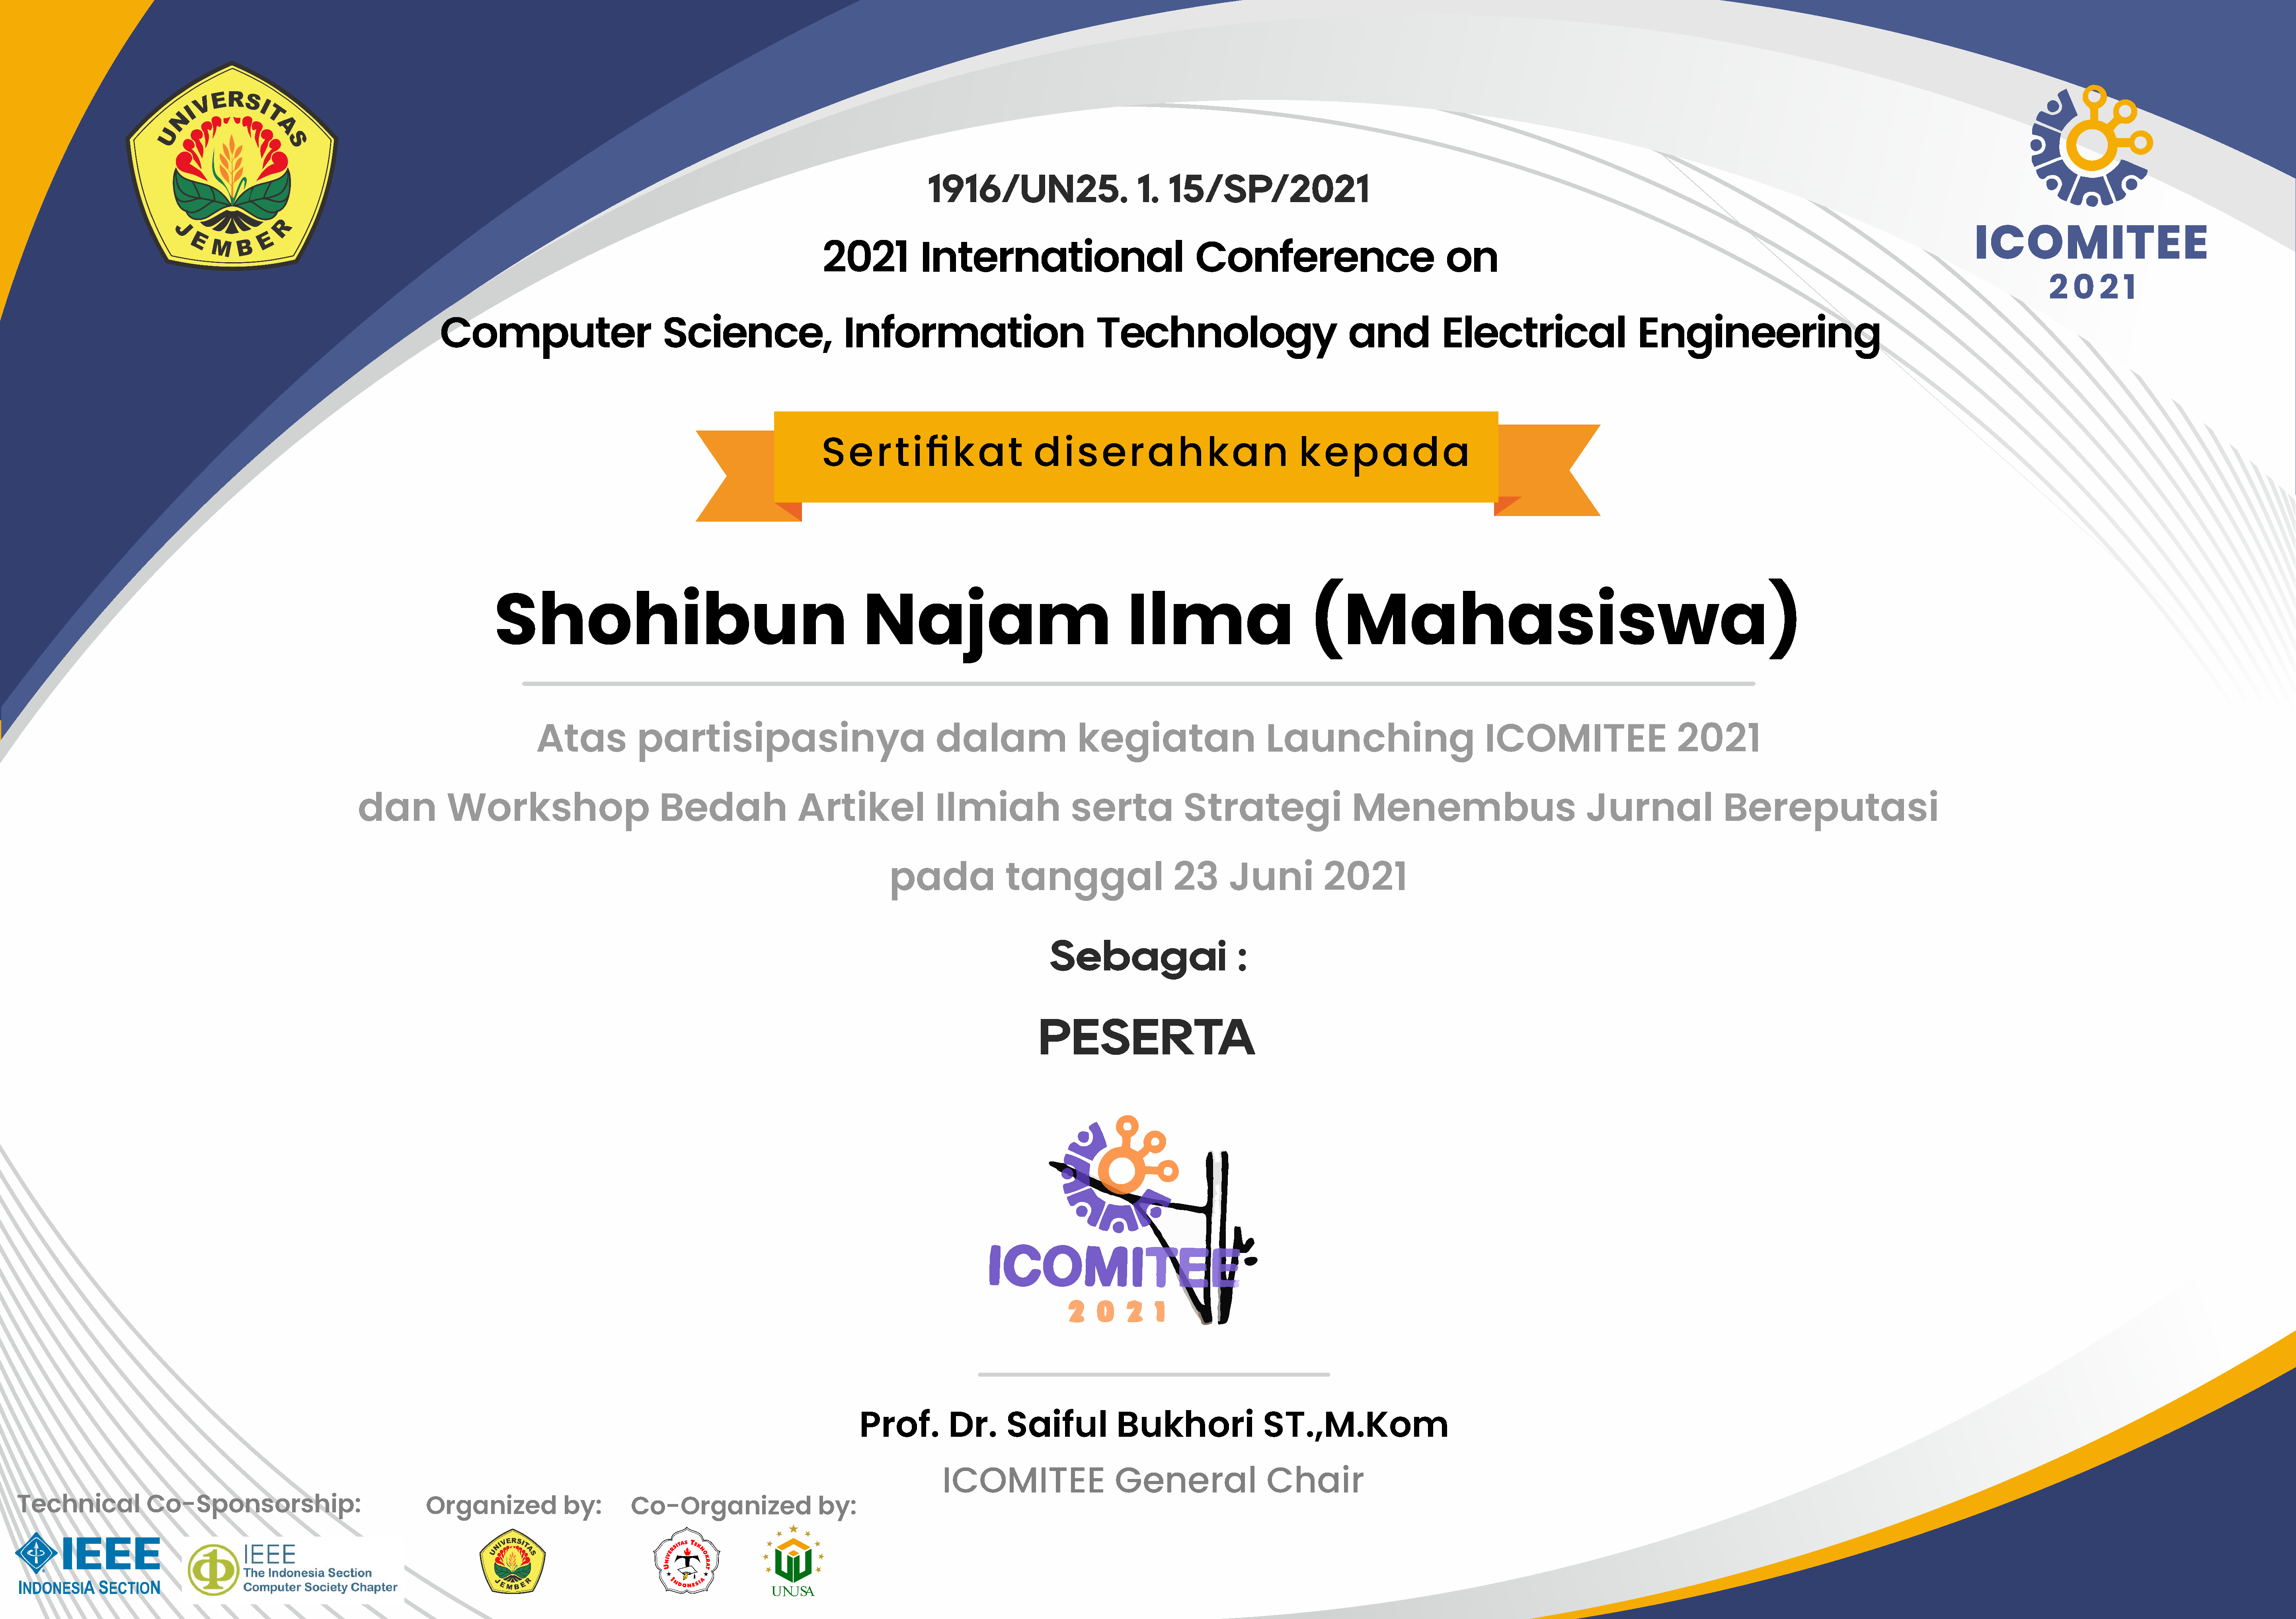 UNIVERSITAS
JEMBER
ICOMITEE
2021
1916/UN25. 1. 15/SP/2021
2021 International Conference on
Computer Science, Information Technology and Electrical Engineering
Sertifikat diserahkan kepada
Shohibun Najam Ilma (Mahasiswa)
Atas partisipasinya dalam kegiatan Launching ICOMITEE 2021
dan Workshop Bedah Artikel Ilmiah serta Strategi Menembus Jurnal Bereputasi
pada tanggal 23 Juni 2021
Sebagai :
PESERTA
ICOMITEE
2021
Prof. Dr. Saiful Bukhori ST.,M.Kom
ICOMITEE General Chair
Technical Co-Sponsorship:
IEEE
INDONESIA SECTION
IEEE
The Indonesia Section
Computer Society Chapter
Organized by:
UNIVERSITAS
JEMBER
Co-Organized by:
UNIVERSITAS TEKNOKRAT
INDONESIA
UNUSA